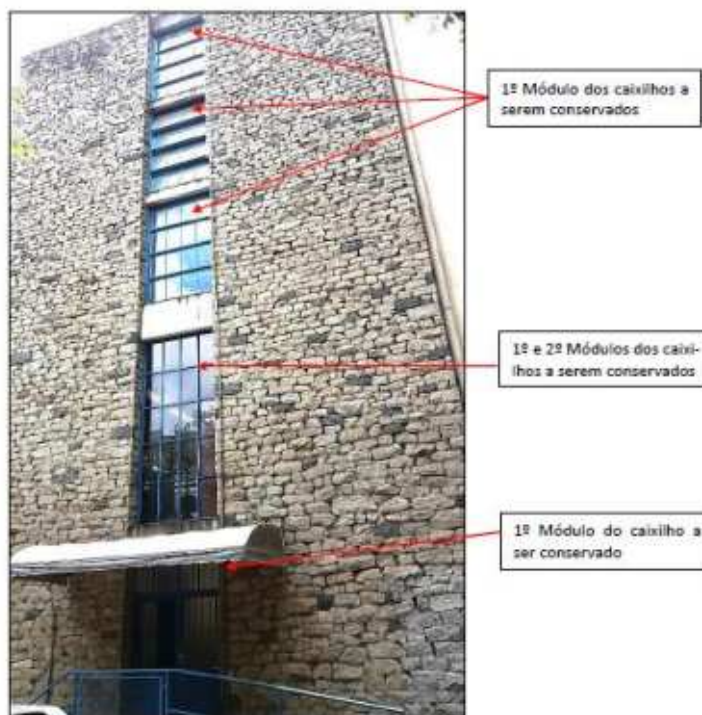 1º Módulo dos caixilhos a
serem conservados
1º e 2º Módulos dos caixi-
lhos a serem conservados
1º Módulo do caixilho a
ser conservado